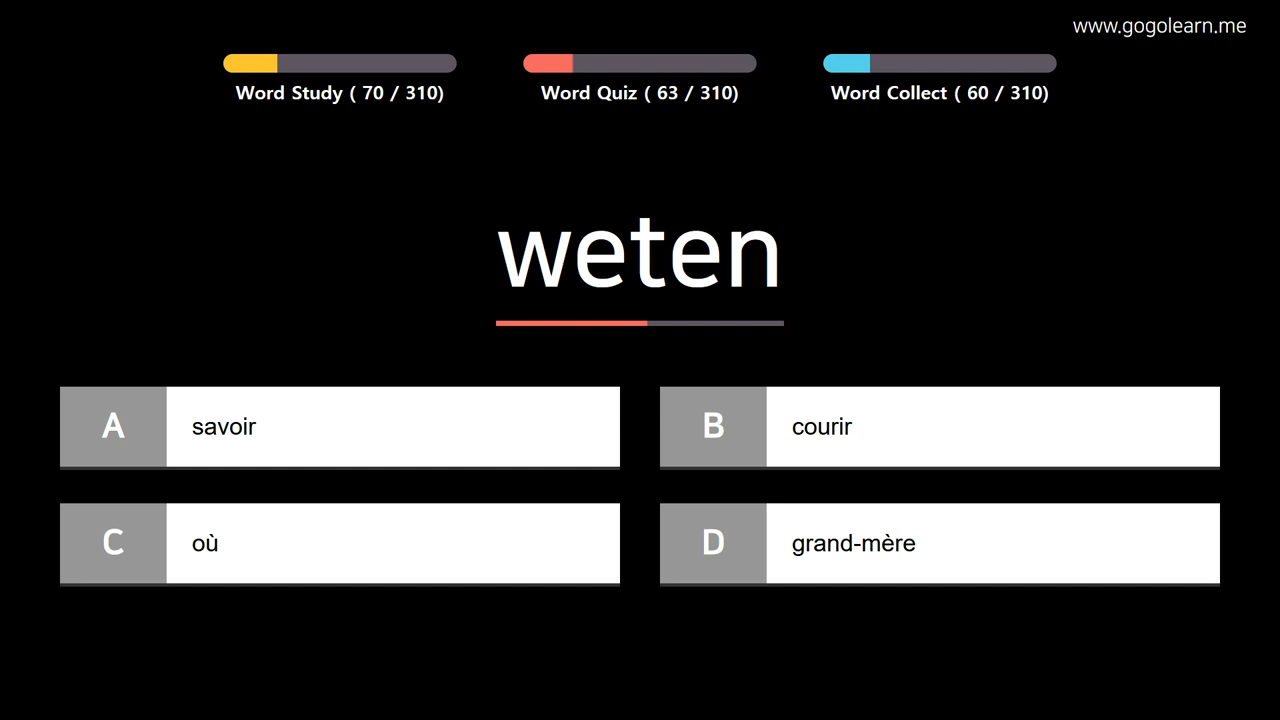 www.gogolearn.me
Word Study ( 70 / 310)
Word Quiz ( 63 / 310)
Word Collect ( 60 / 310)
weten
A savoir
B courir
C où
D grand-mère